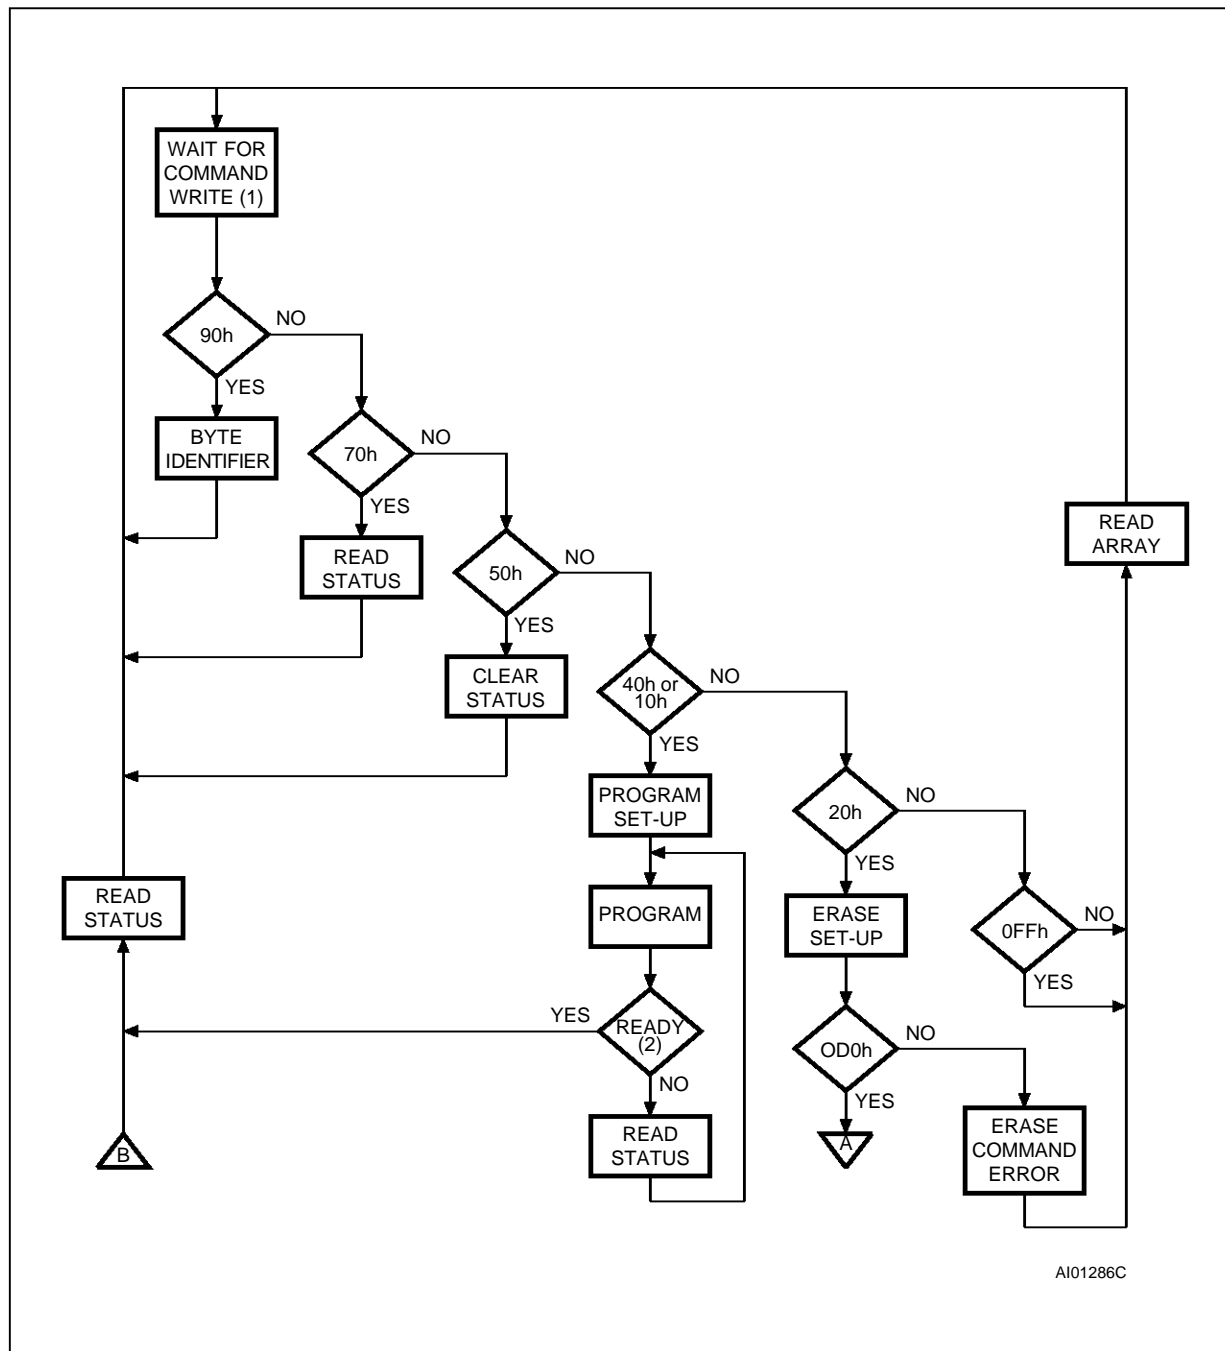 WAIT FOR
COMMAND
WRITE (1)
90h
NO
YES
BYTE
IDENTIFIER
70h
NO
YES
READ
STATUS
50h
NO
YES
CLEAR
STATUS
READ
ARRAY
40h or
10h
NO
YES
PROGRAM
SET-UP
20h
NO
YES
READ
STATUS
PROGRAM
ERASE
SET-UP
0FFh
NO
YES
YES
READY
(2)
NO
OD0h
NO
YES
READ
STATUS
B
A
ERASE
COMMAND
ERROR
AI01286C